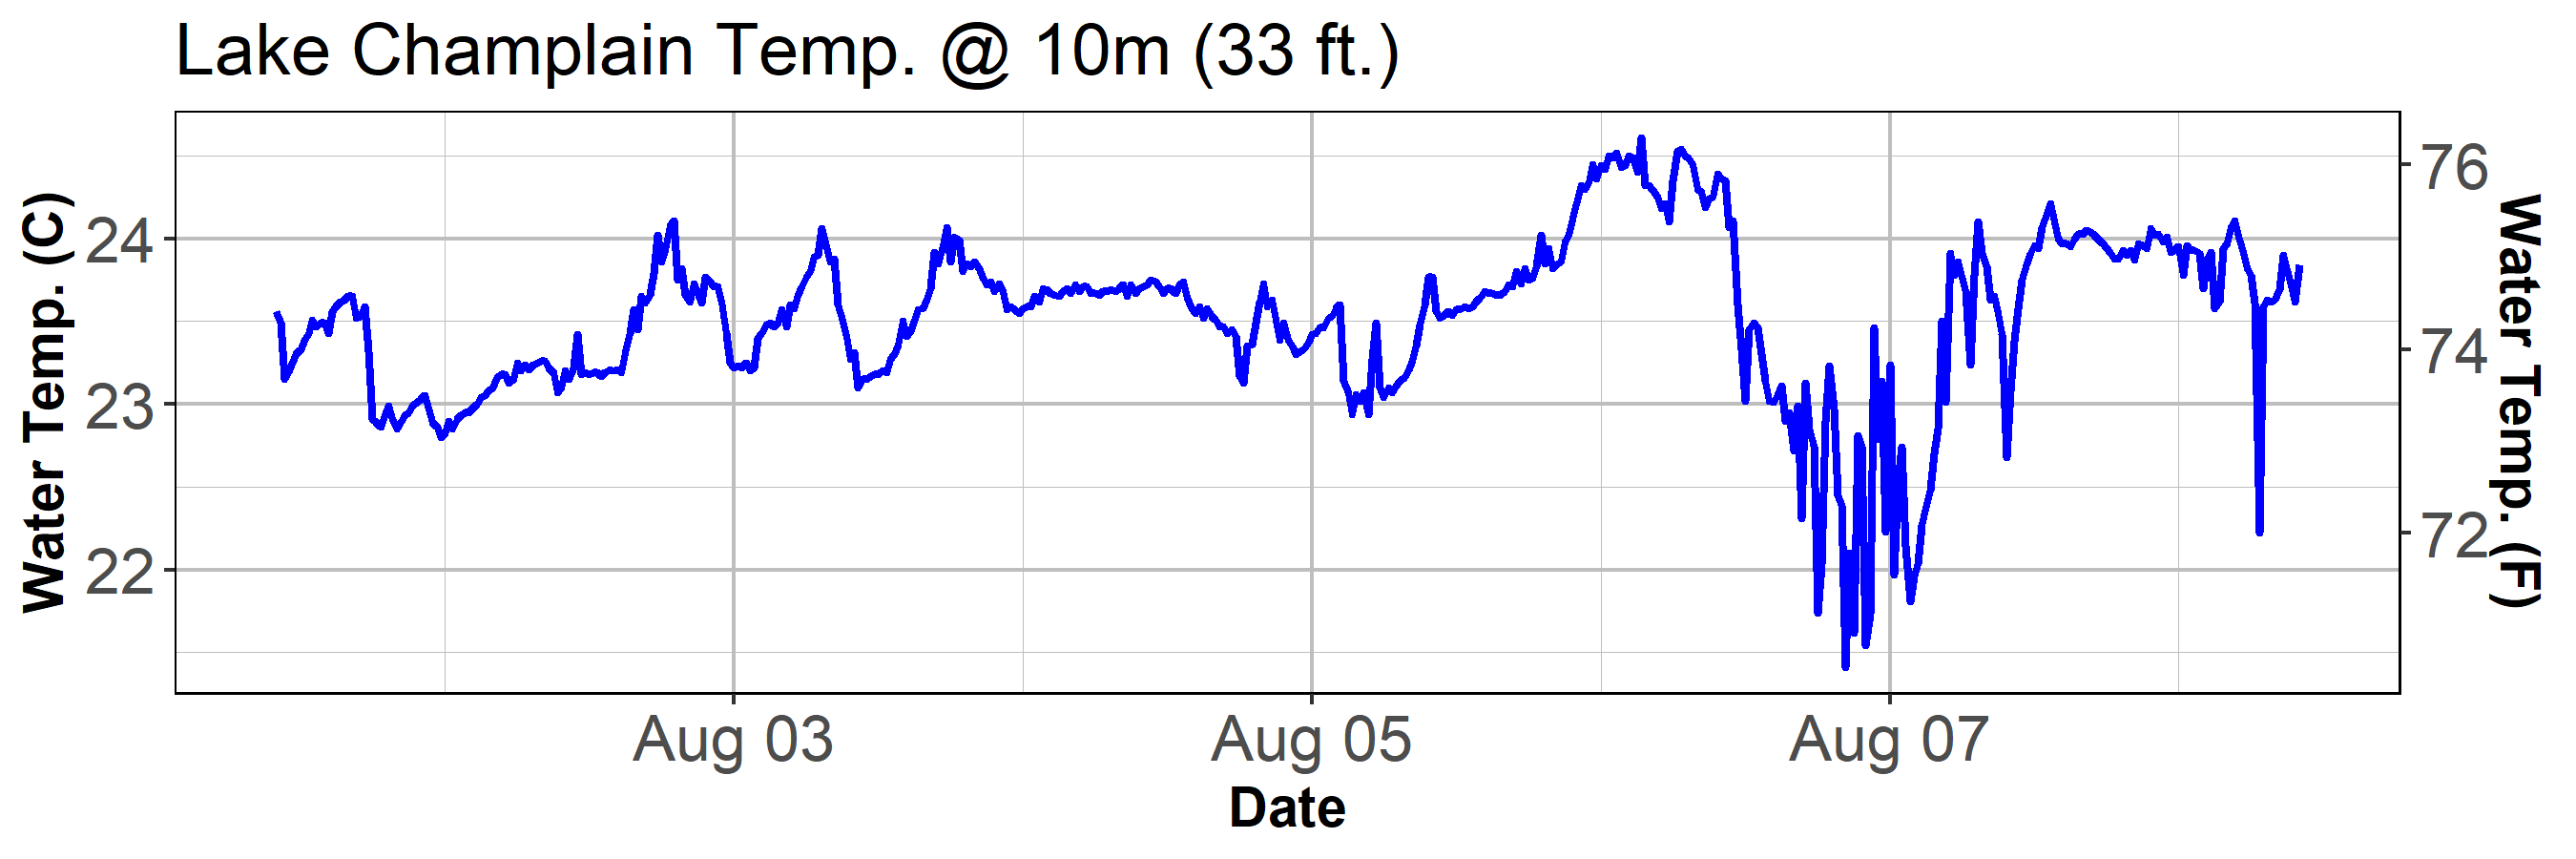 Lake Champlain Temp. @ 10m (33 ft.)
Water Temp. (C)
24
23
22
76
74
72
Water Temp. (F)
Aug 03
Aug 05
Aug 07
Date